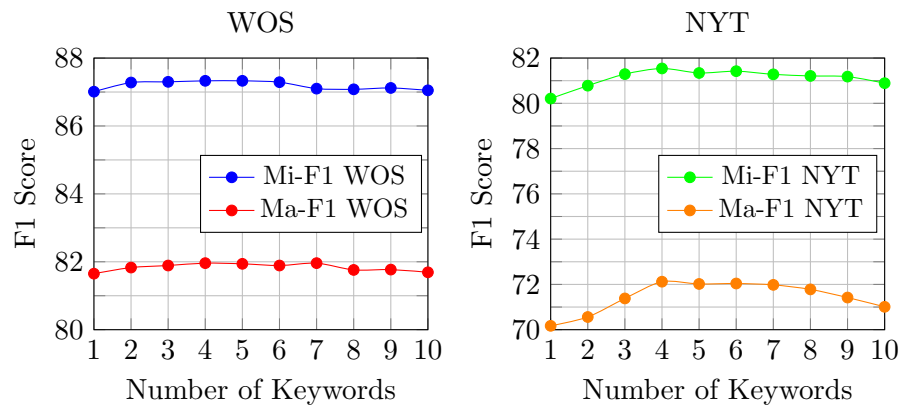 WOS
88
86
84
82
80
F1 Score
Mi-F1 WOS
Ma-F1 WOS
1 2 3 4 5 6 7 8 9 10
Number of Keywords
NYT
82
80
78
76
74
72
70
F1 Score
Mi-F1 NYT
Ma-F1 NYT
1 2 3 4 5 6 7 8 9 10
Number of Keywords